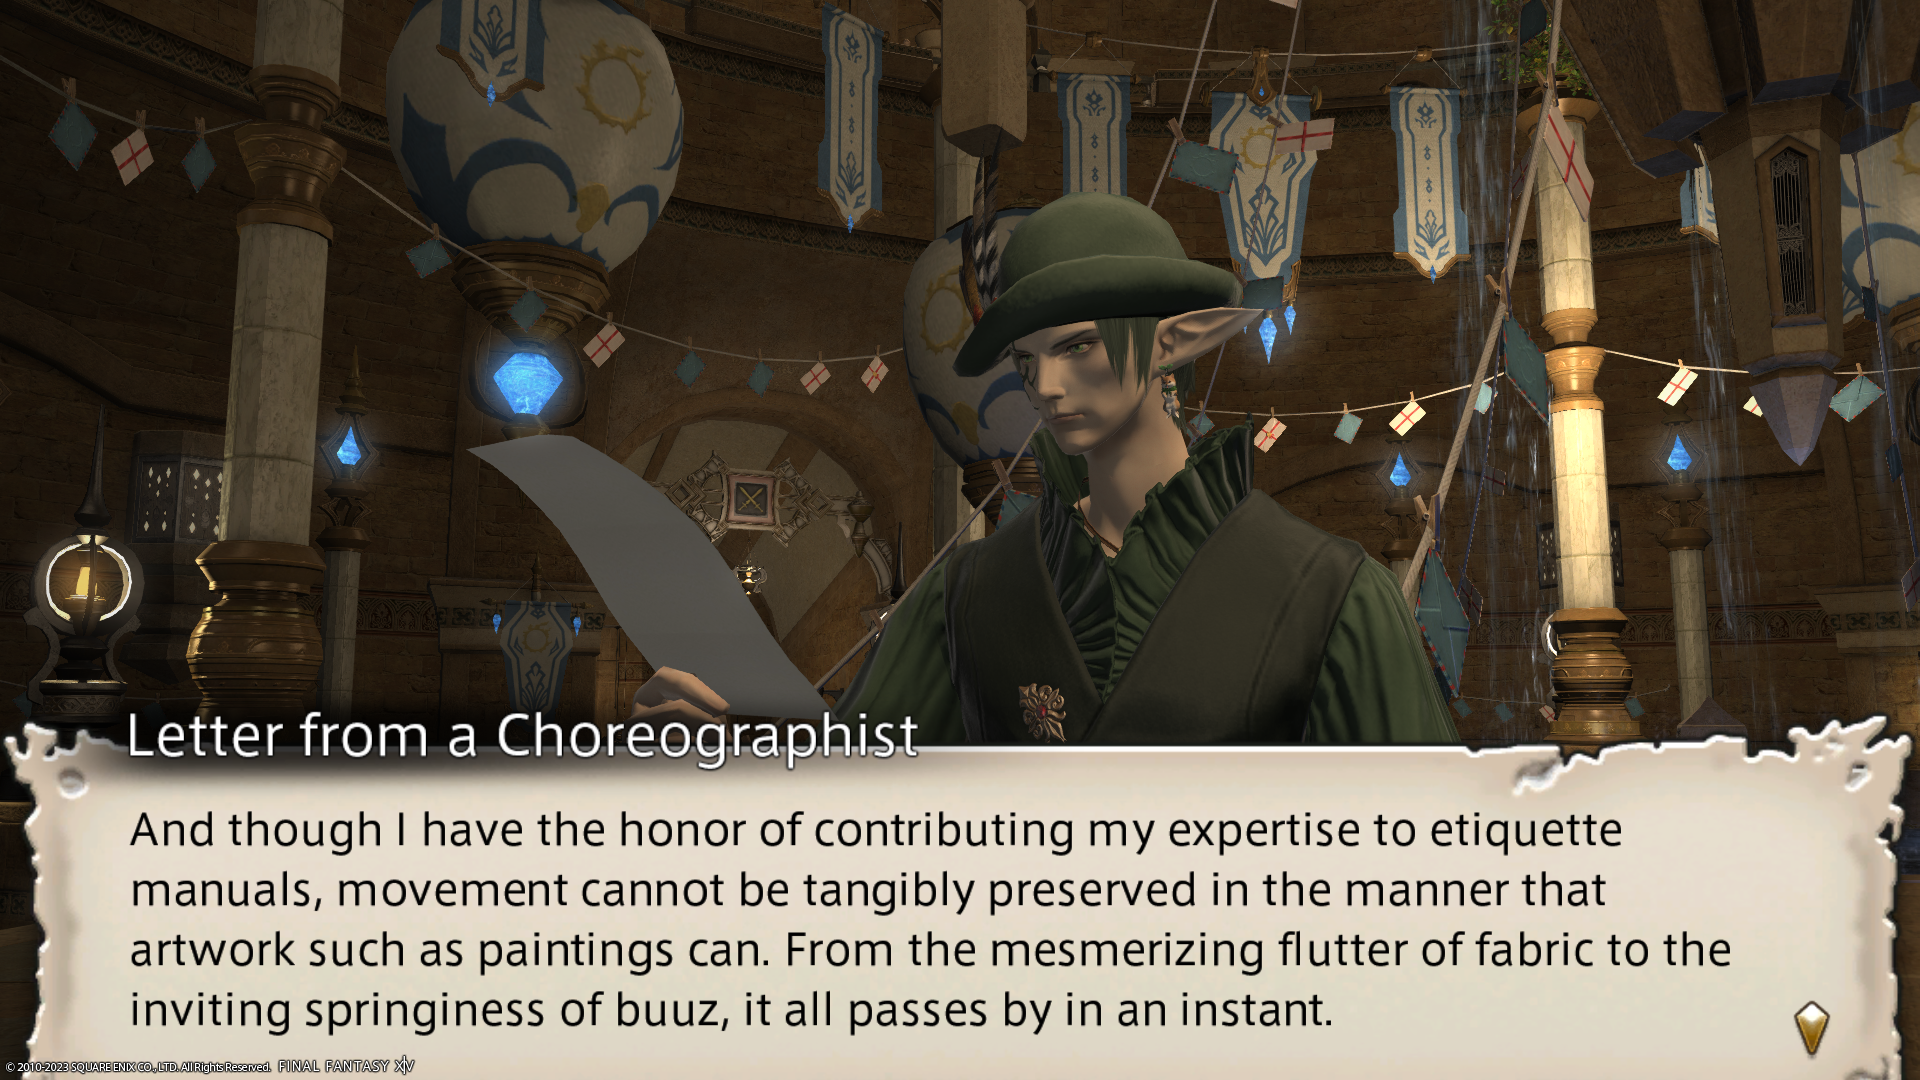 Letter from a Choreographist
And though I have the honor of contributing my expertise to etiquette
manuals, movement cannot be tangibly preserved in the manner that
artwork such as paintings can. From the mesmerizing flutter of fabric to the
inviting springiness of buuz, it all passes by in an instant.
© 2010-2023 SQUARE ENIX CO., LTD. All Rights Reserved. FINAL FANTASY XIV